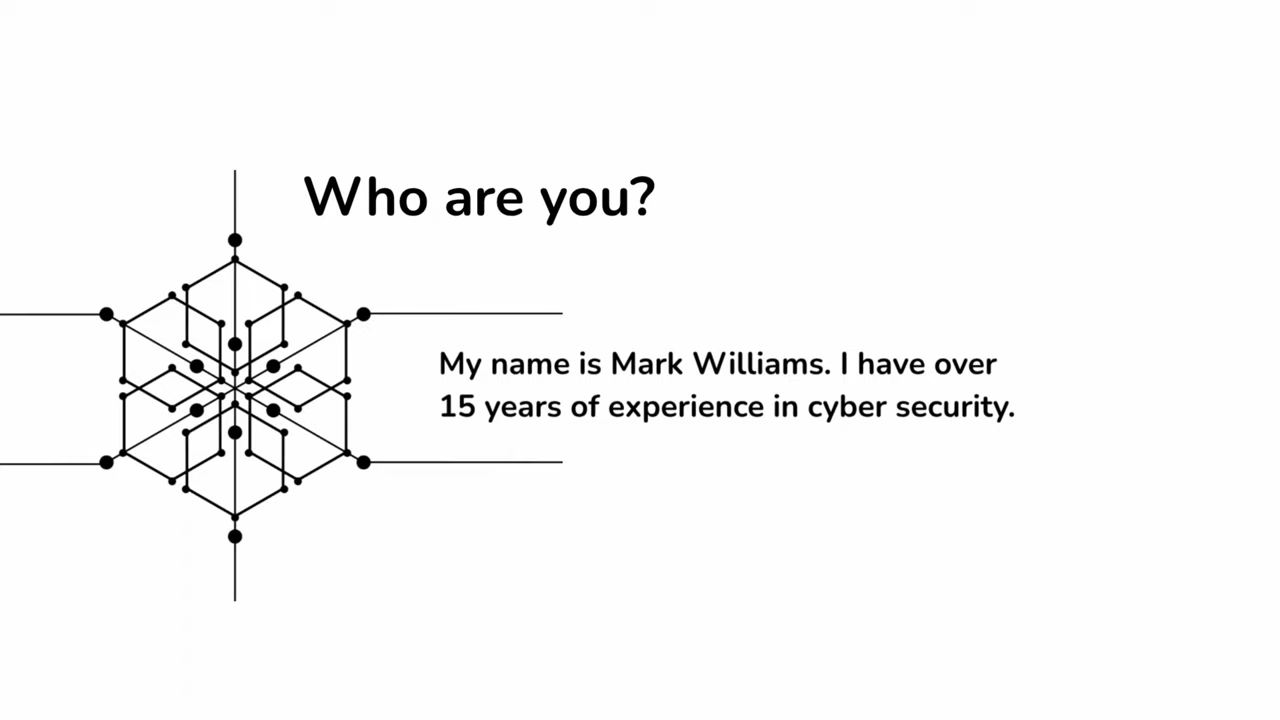 Who are you?
My name is Mark Williams. I have over
15 years of experience in cyber security.